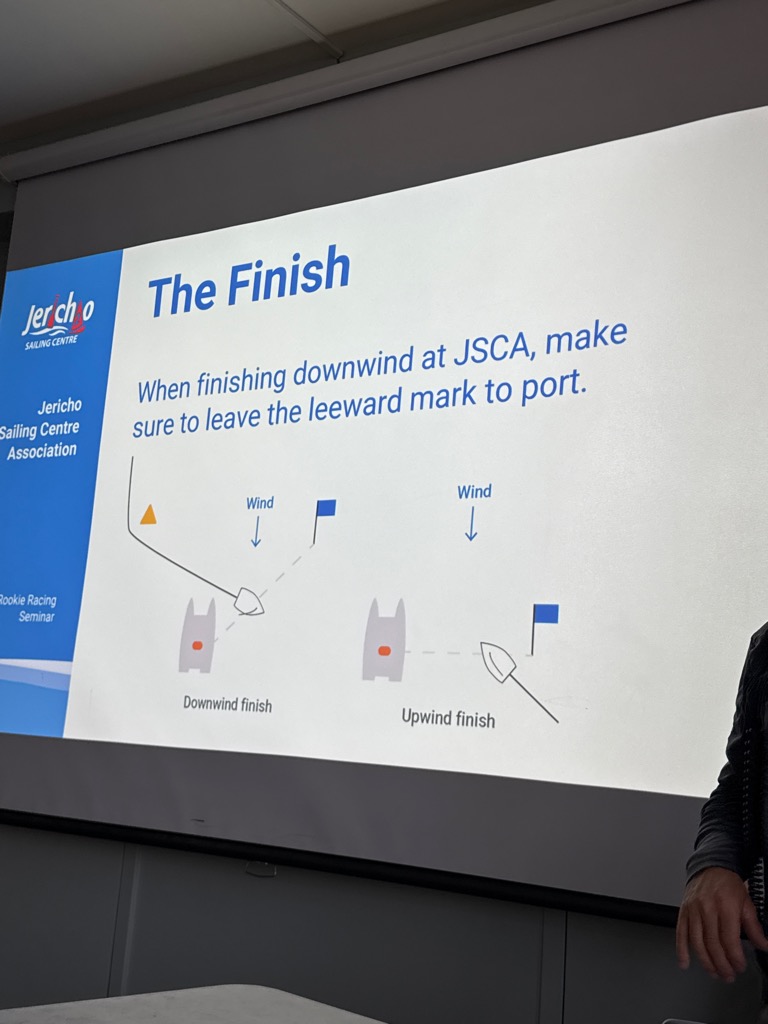 The Finish
When finishing downwind at JSCA, make
sure to leave the leeward mark to port.
Jericho
SAILING CENTRE
Jericho
Sailing Centre
Association
Rookie Racing
Seminar
Wind
Wind
Downwind finish
Upwind finish